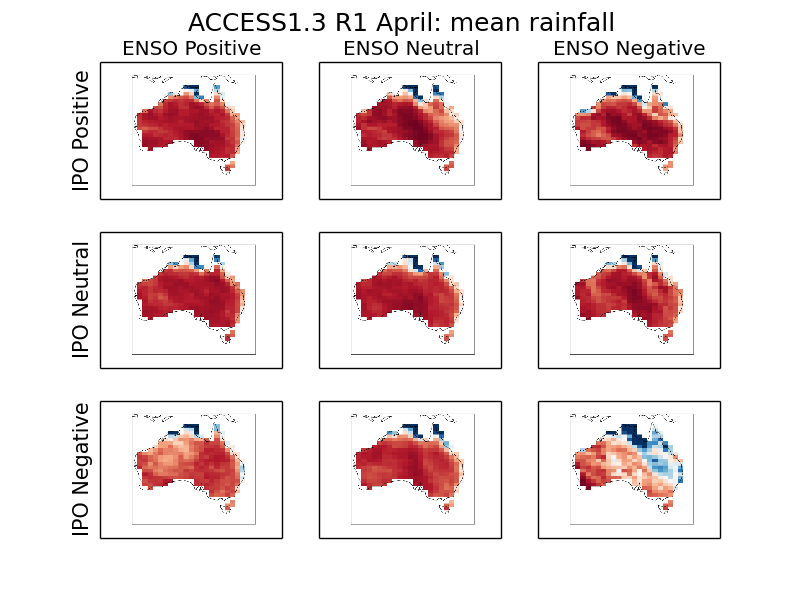 ACCESS1.3 R1 April: mean rainfall
ENSO Positive
ENSO Neutral
ENSO Negative
IPO Positive
IPO Neutral
IPO Negative